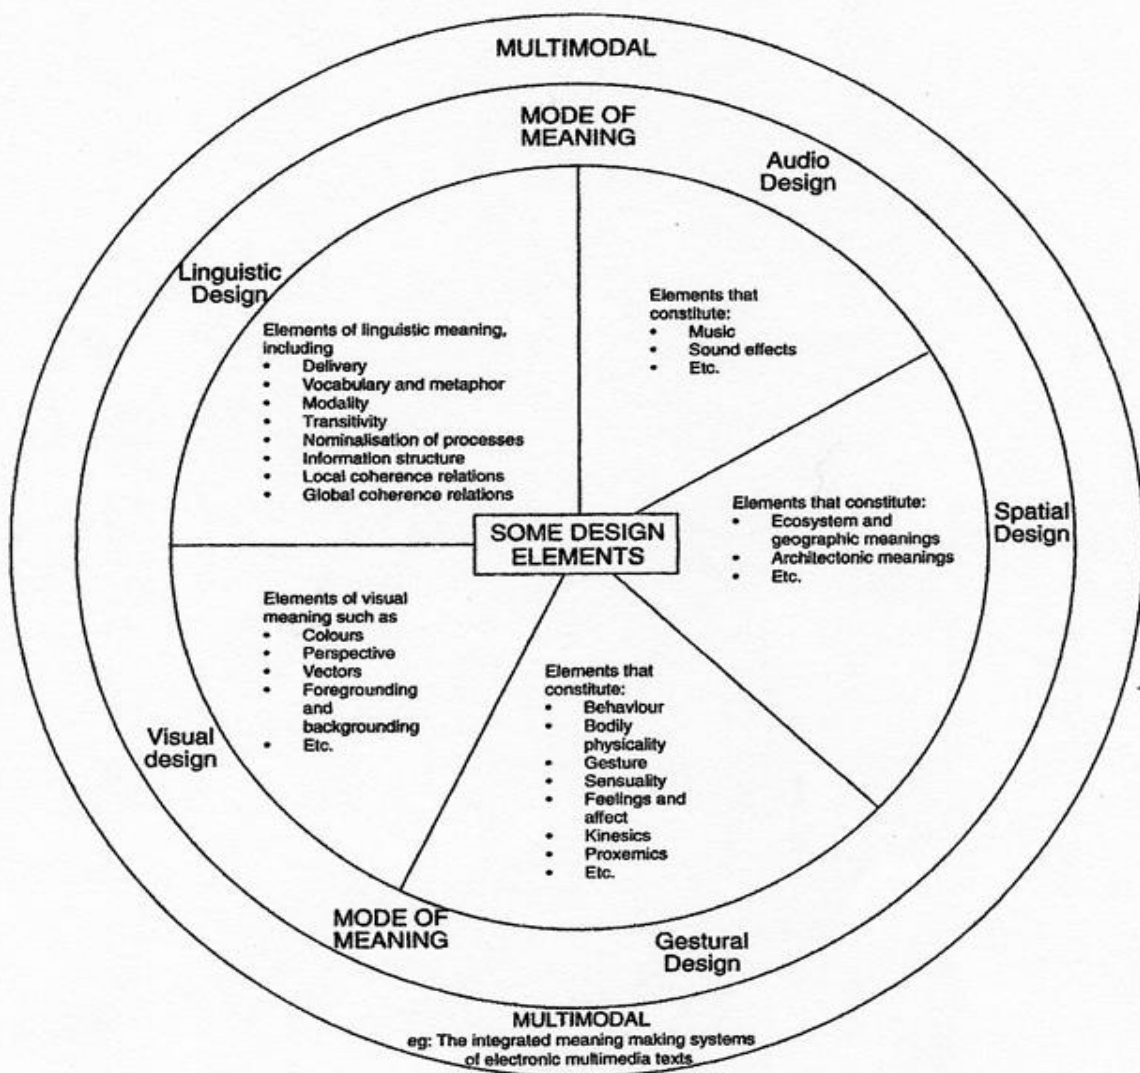 MULTIMODAL
MODE OF
MEANING
Audio
Design
Linguistic
Design
Elements that
constitute:
• Music
• Sound effects
• Etc.
Elements of linguistic meaning,
including
• Delivery
• Vocabulary and metaphor
• Modality
• Transitivity
• Nominalisation of processes
• Information structure
• Local coherence relations
• Global coherence relations
Elements that constitute:
• Ecosystem and
geographic meanings
• Architectonic meanings
• Etc.
Spatial
Design
SOME DESIGN
ELEMENTS
Elements of visual
meaning such as
• Colours
• Perspective
• Vectors
• Foregrounding
and
backgrounding
• Etc.
Visual
design
Elements that
constitute:
• Behaviour
• Bodily
physicality
• Gesture
• Sensuality
• Feelings and
affect
• Kinesics
• Proxemics
• Etc.
MODE OF
MEANING
Gestural
Design
MULTIMODAL
eg: The integrated meaning making systems
of electronic multimedia texts